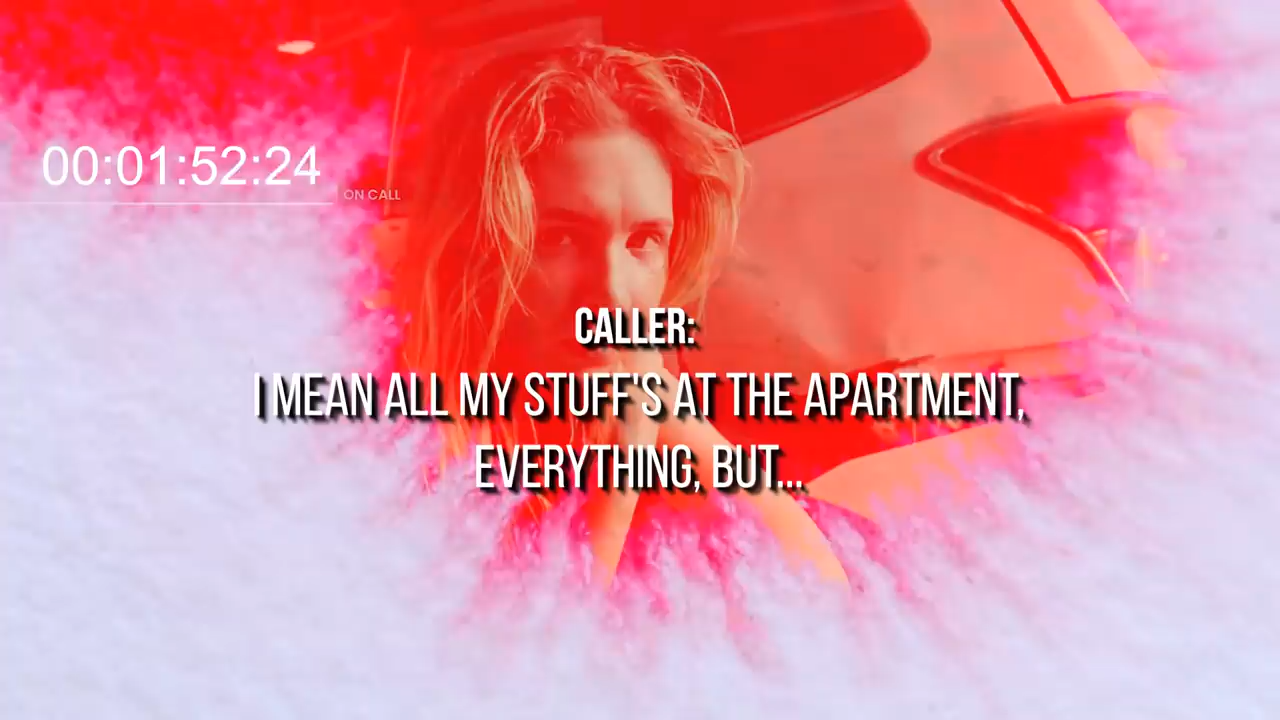 00:01:52:24
ON CALL
CALLER:
I MEAN ALL MY STUFF'S AT THE APARTMENT,
EVERYTHING, BUT...